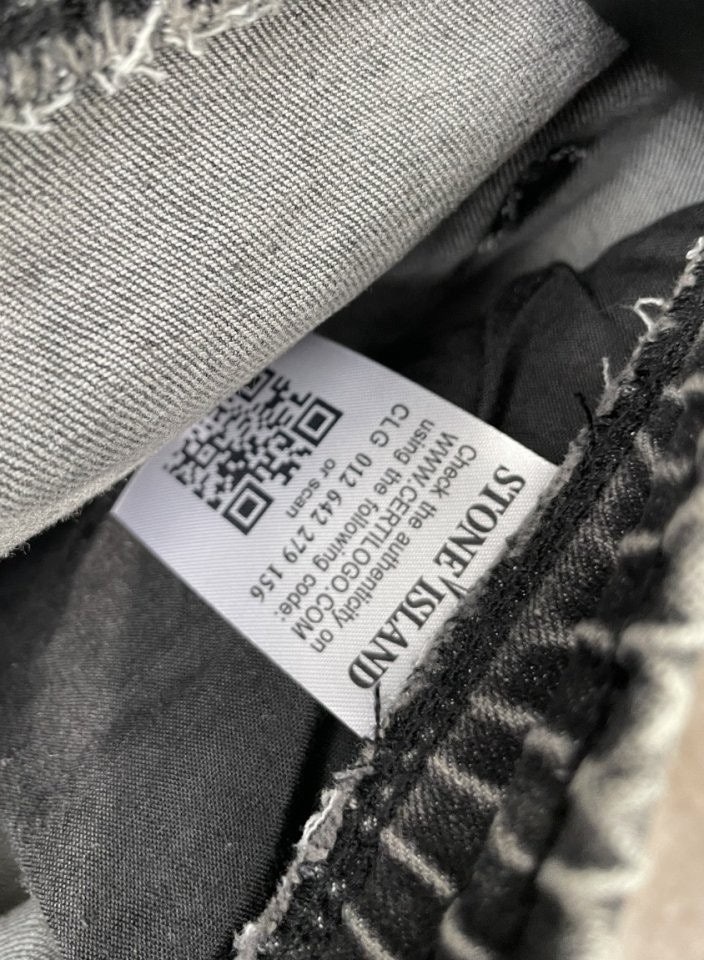 STONE ISLAND
Check the authenticity on
WWW.CERTILOGO.COM
using the following code:
CLG 012 642 279 156
or scan